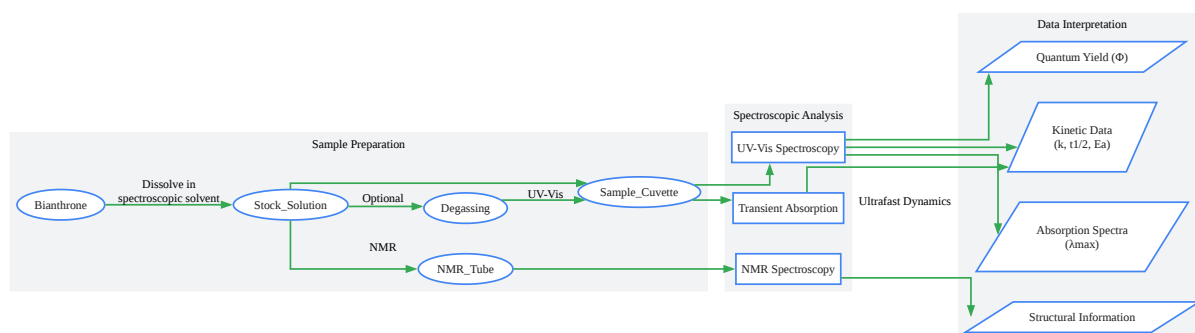 Data Interpretation
Quantum Yield (Φ)
Spectroscopic Analysis
Kinetic Data
(k, t1/2, Ea)
Sample Preparation
UV-Vis Spectroscopy
Dissolve in
spectroscopic solvent
UV-Vis
Sample_Cuvette
Bianthrone
Stock_Solution
Optional
Degassing
Transient Absorption
Ultrafast Dynamics
Absorption Spectra
(λmax)
NMR
NMR_Tube
NMR Spectroscopy
Structural Information